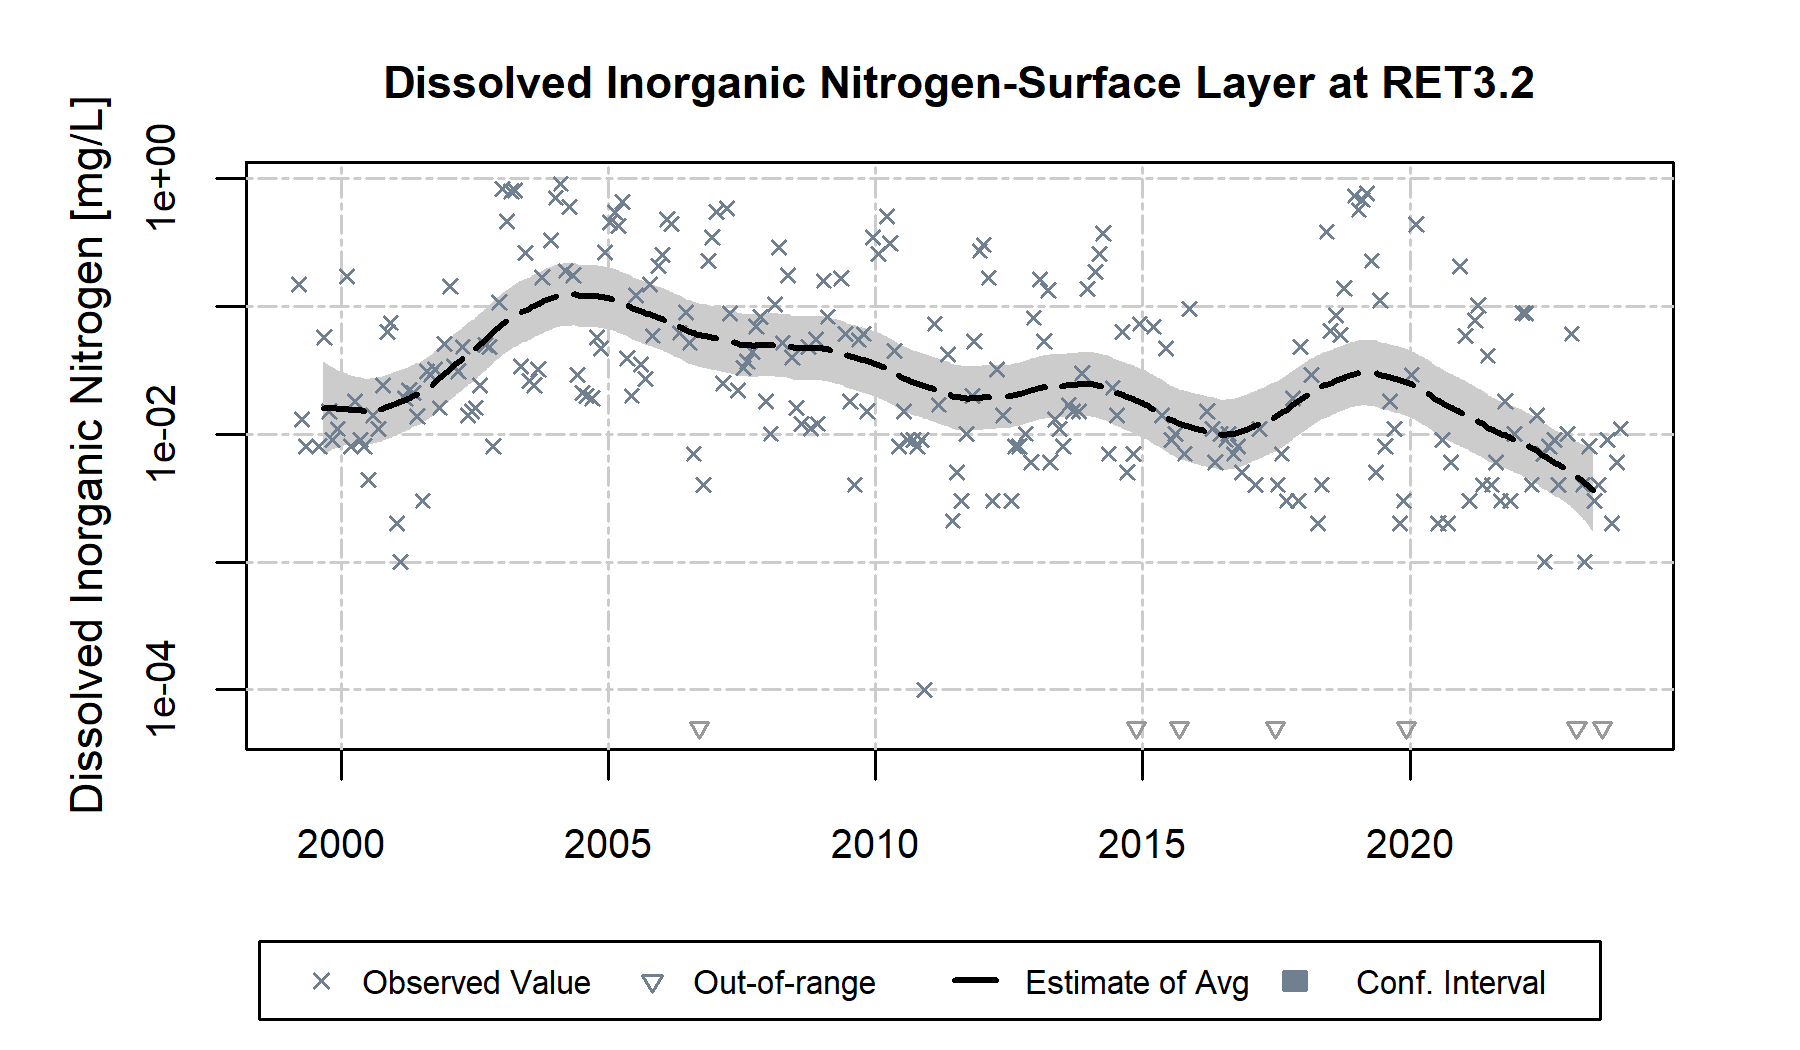 Dissolved Inorganic Nitrogen-Surface Layer at RET3.2
Dissolved Inorganic Nitrogen [mg/L]
1e+00
1e-02
1e-04
2000 2005 2010 2015 2020
Observed Value Out-of-range Estimate of Avg Conf. Interval